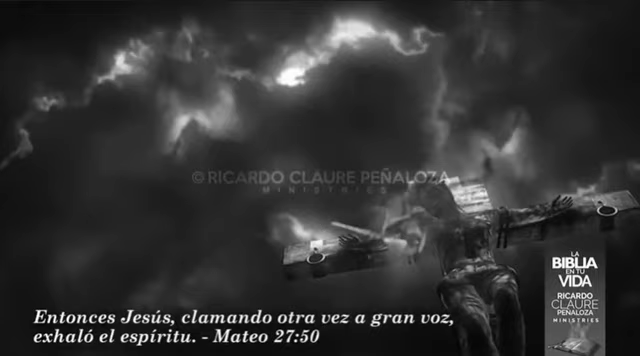 © RICARDO CLAURE PEÑALOZA
MINISTRIES
LA
BIBLIA
EN TU
VIDA
RICARDO
CLAURE
PEÑALOZA
MINISTRIES
Entonces Jesús, clamando otra vez a gran voz,
exhaló el espíritu. - Mateo 27:50